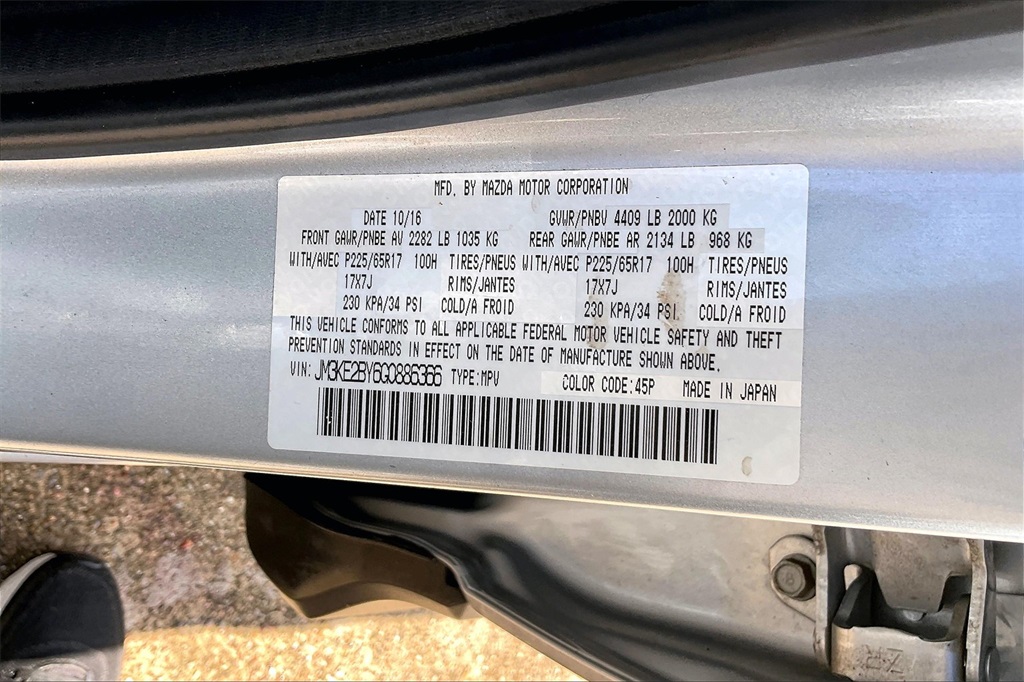 MFD. BY MAZDA MOTOR CORPORATION
DATE 10/16 GVWR/PNBV 4409 LB 2000 KG
FRONT GAWR/PNBE AV 2282 LB 1035 KG REAR GAWR/PNBE AR 2134 LB 968 KG
WITH/AVEC P225/65R17 100H TIRES/PNEUS WITH/AVEC P225/65R17 100H TIRES/PNEUS
17X7J RIMS/JANTES 17X7J RIMS/JANTES
230 KPA/34 PSI COLD/A FROID 230 KPA/34 PSI COLD/A FROID
THIS VEHICLE CONFORMS TO ALL APPLICABLE FEDERAL MOTOR VEHICLE SAFETY AND THEFT
PREVENTION STANDARDS IN EFFECT ON THE DATE OF MANUFACTURE SHOWN ABOVE.
VIN: JM3KE2BY6G0886366 TYPE:MPV COLOR CODE:45P MADE IN JAPAN